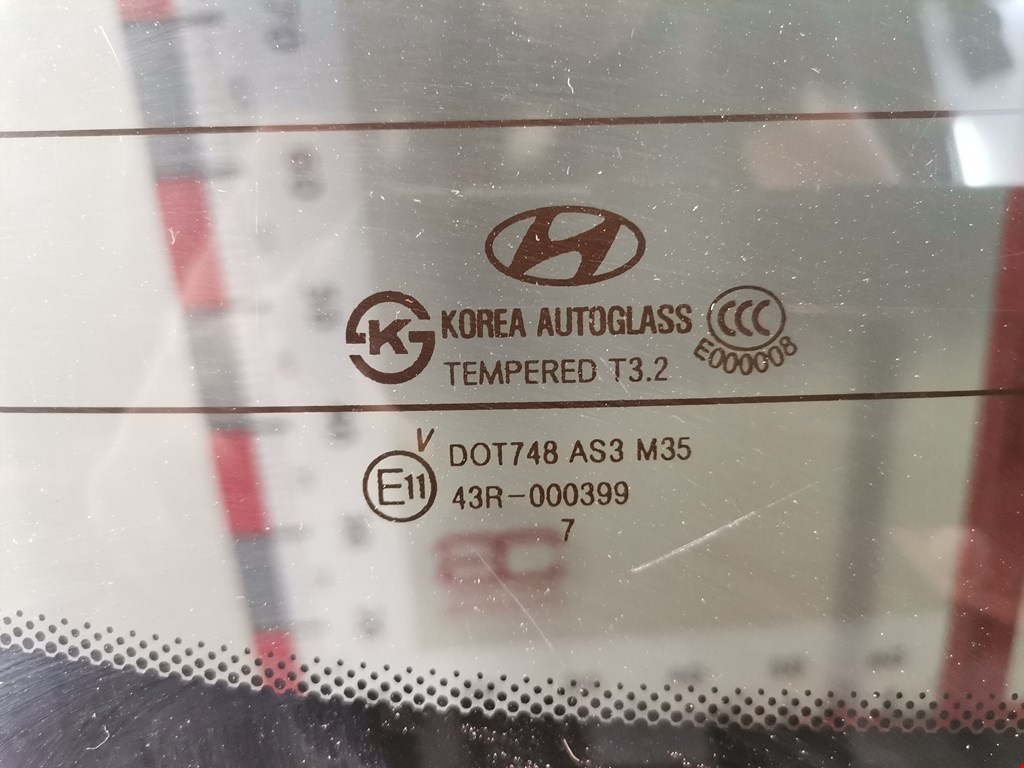 K
KOREA AUTOGLASS
CCC
E000008
TEMPERED T3.2
V
DOT748 AS3 M35
E11
43R-000399
7